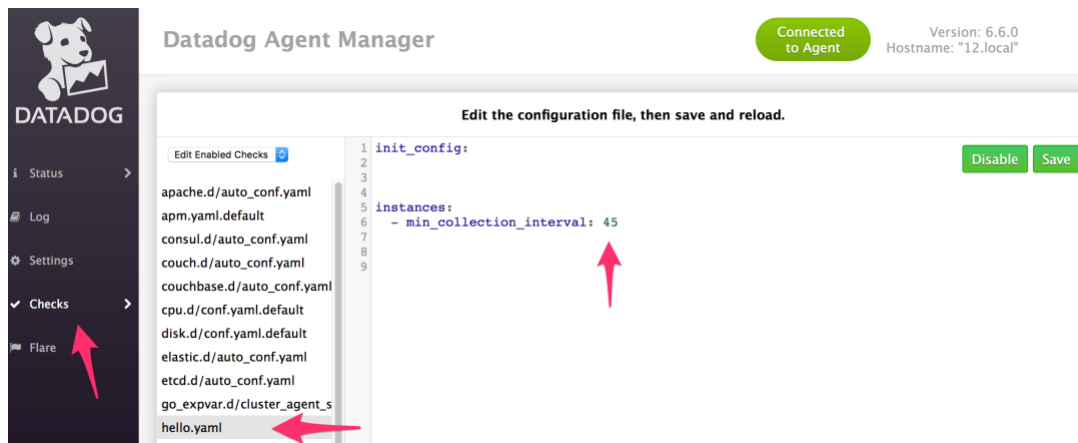 DATADOG
Status
Log
Settings
Checks
Flare
Datadog Agent Manager
Connected
to Agent
Version: 6.6.0
Hostname: "12.local"
Edit the configuration file, then save and reload.
Edit Enabled Checks
apache.d/auto_conf.yaml
apm.yaml.default
consul.d/auto_conf.yaml
couch.d/auto_conf.yaml
couchbase.d/auto_conf.yaml
cpu.d/conf.yaml.default
disk.d/conf.yaml.default
elastic.d/auto_conf.yaml
etcd.d/auto_conf.yaml
go_expvar.d/cluster_agent_s
hello.yaml
1 init_config:
2
3
4
5 instances:
6 - min_collection_interval: 45
7
8
9
Disable Save